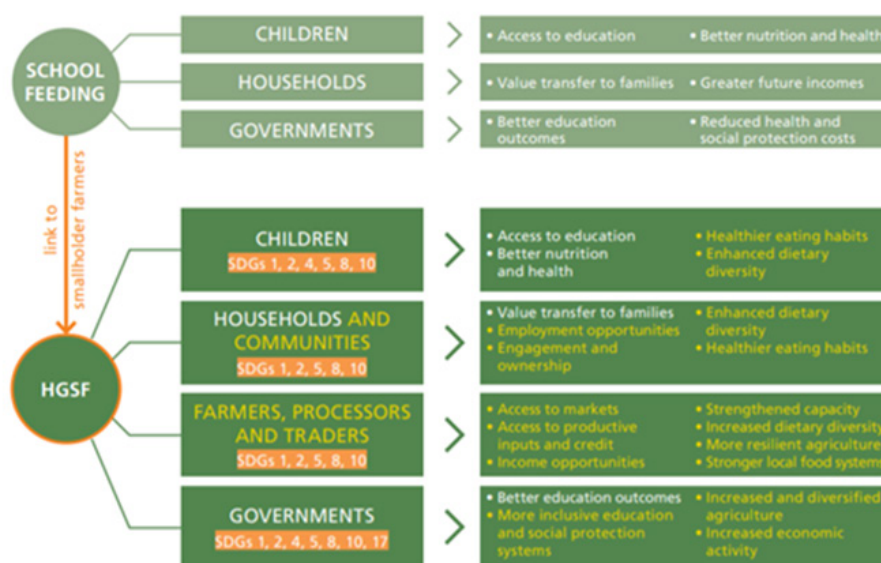 SCHOOL
FEEDING
CHILDREN
• Access to education
• Better nutrition and health
HOUSEHOLDS
• Value transfer to families
• Greater future incomes
GOVERNMENTS
• Better education
outcomes
• Reduced health and
social protection costs
link to
smallholder farmers
HGSF
CHILDREN
SDGs 1, 2, 4, 5, 8, 10
• Access to education
• Better nutrition
and health
• Healthier eating habits
• Enhanced dietary
diversity
HOUSEHOLDS AND
COMMUNITIES
SDGs 1, 2, 5, 8, 10
• Value transfer to families
• Employment opportunities
• Engagement and
ownership
• Enhanced dietary
diversity
• Healthier eating habits
FARMERS, PROCESSORS
AND TRADERS
SDGs 1, 2, 5, 8, 10
• Access to markets
• Access to productive
inputs and credit
• Income opportunities
• Strengthened capacity
• Increased dietary diversity
• More resilient agriculture
• Stronger local food systems
GOVERNMENTS
SDGs 1, 2, 4, 5, 8, 10, 17
• Better education outcomes
• More inclusive education
and social protection
systems
• Increased and diversified
agriculture
• Increased economic
activity